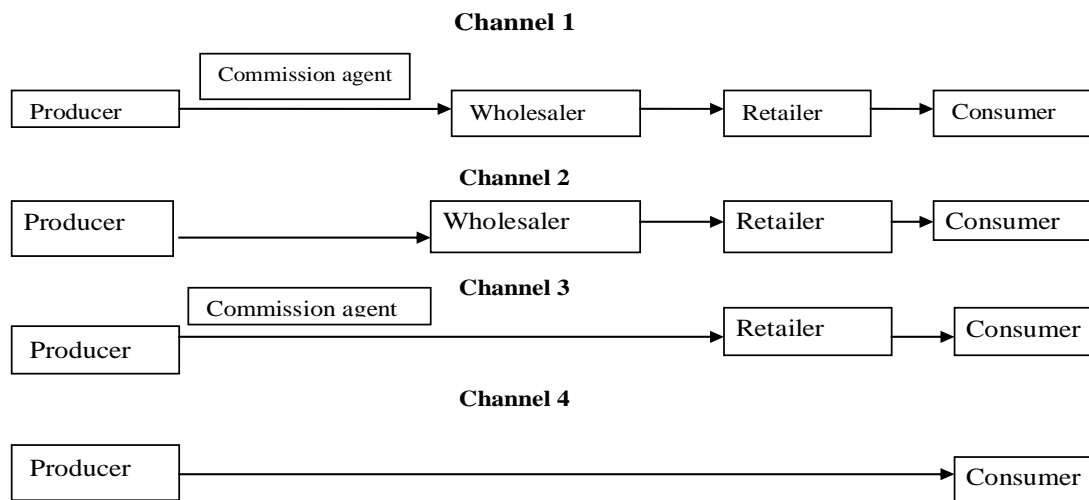 Channel 1
Commission agent
Producer
Wholesaler
Retailer
Consumer
Channel 2
Producer
Wholesaler
Retailer
Consumer
Channel 3
Commission agent
Producer
Retailer
Consumer
Channel 4
Producer
Consumer